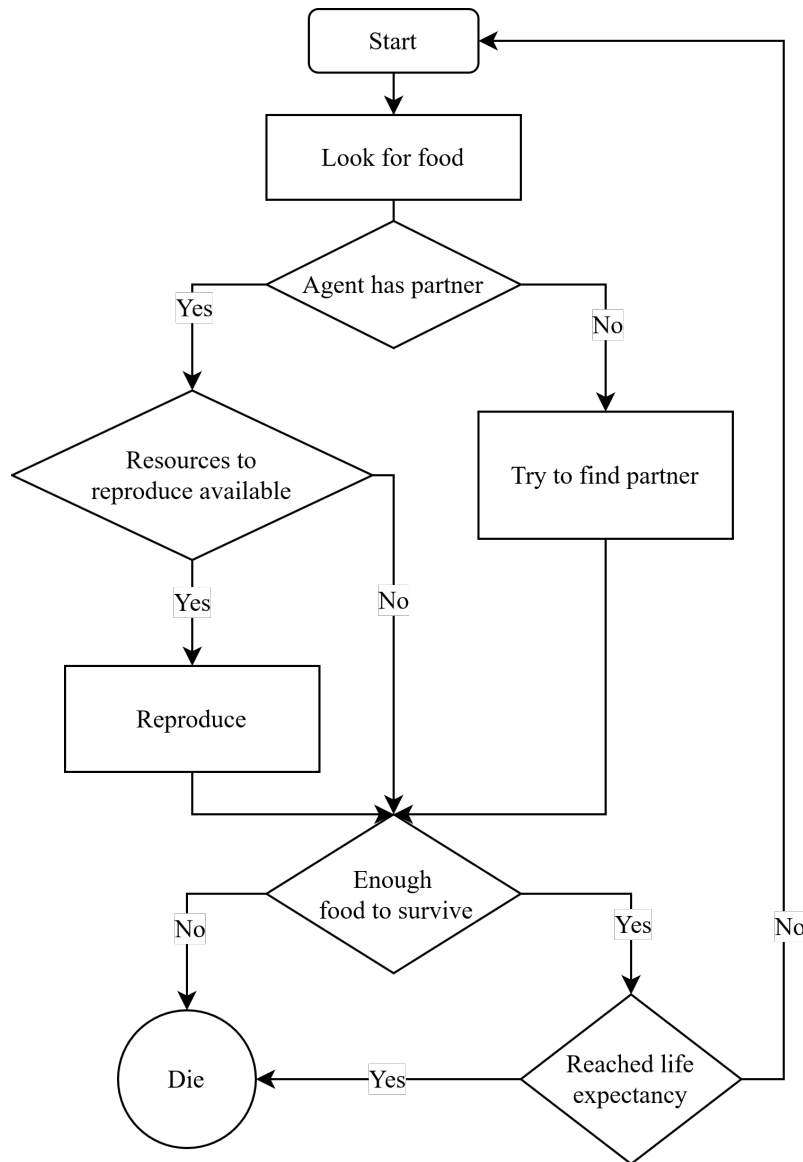 Start
Look for food
Agent has partner
Yes
No
Resources to
reproduce available
Try to find partner
Yes
No
Reproduce
Enough
food to survive
No
Yes
No
Die
Yes
Reached life
expectancy